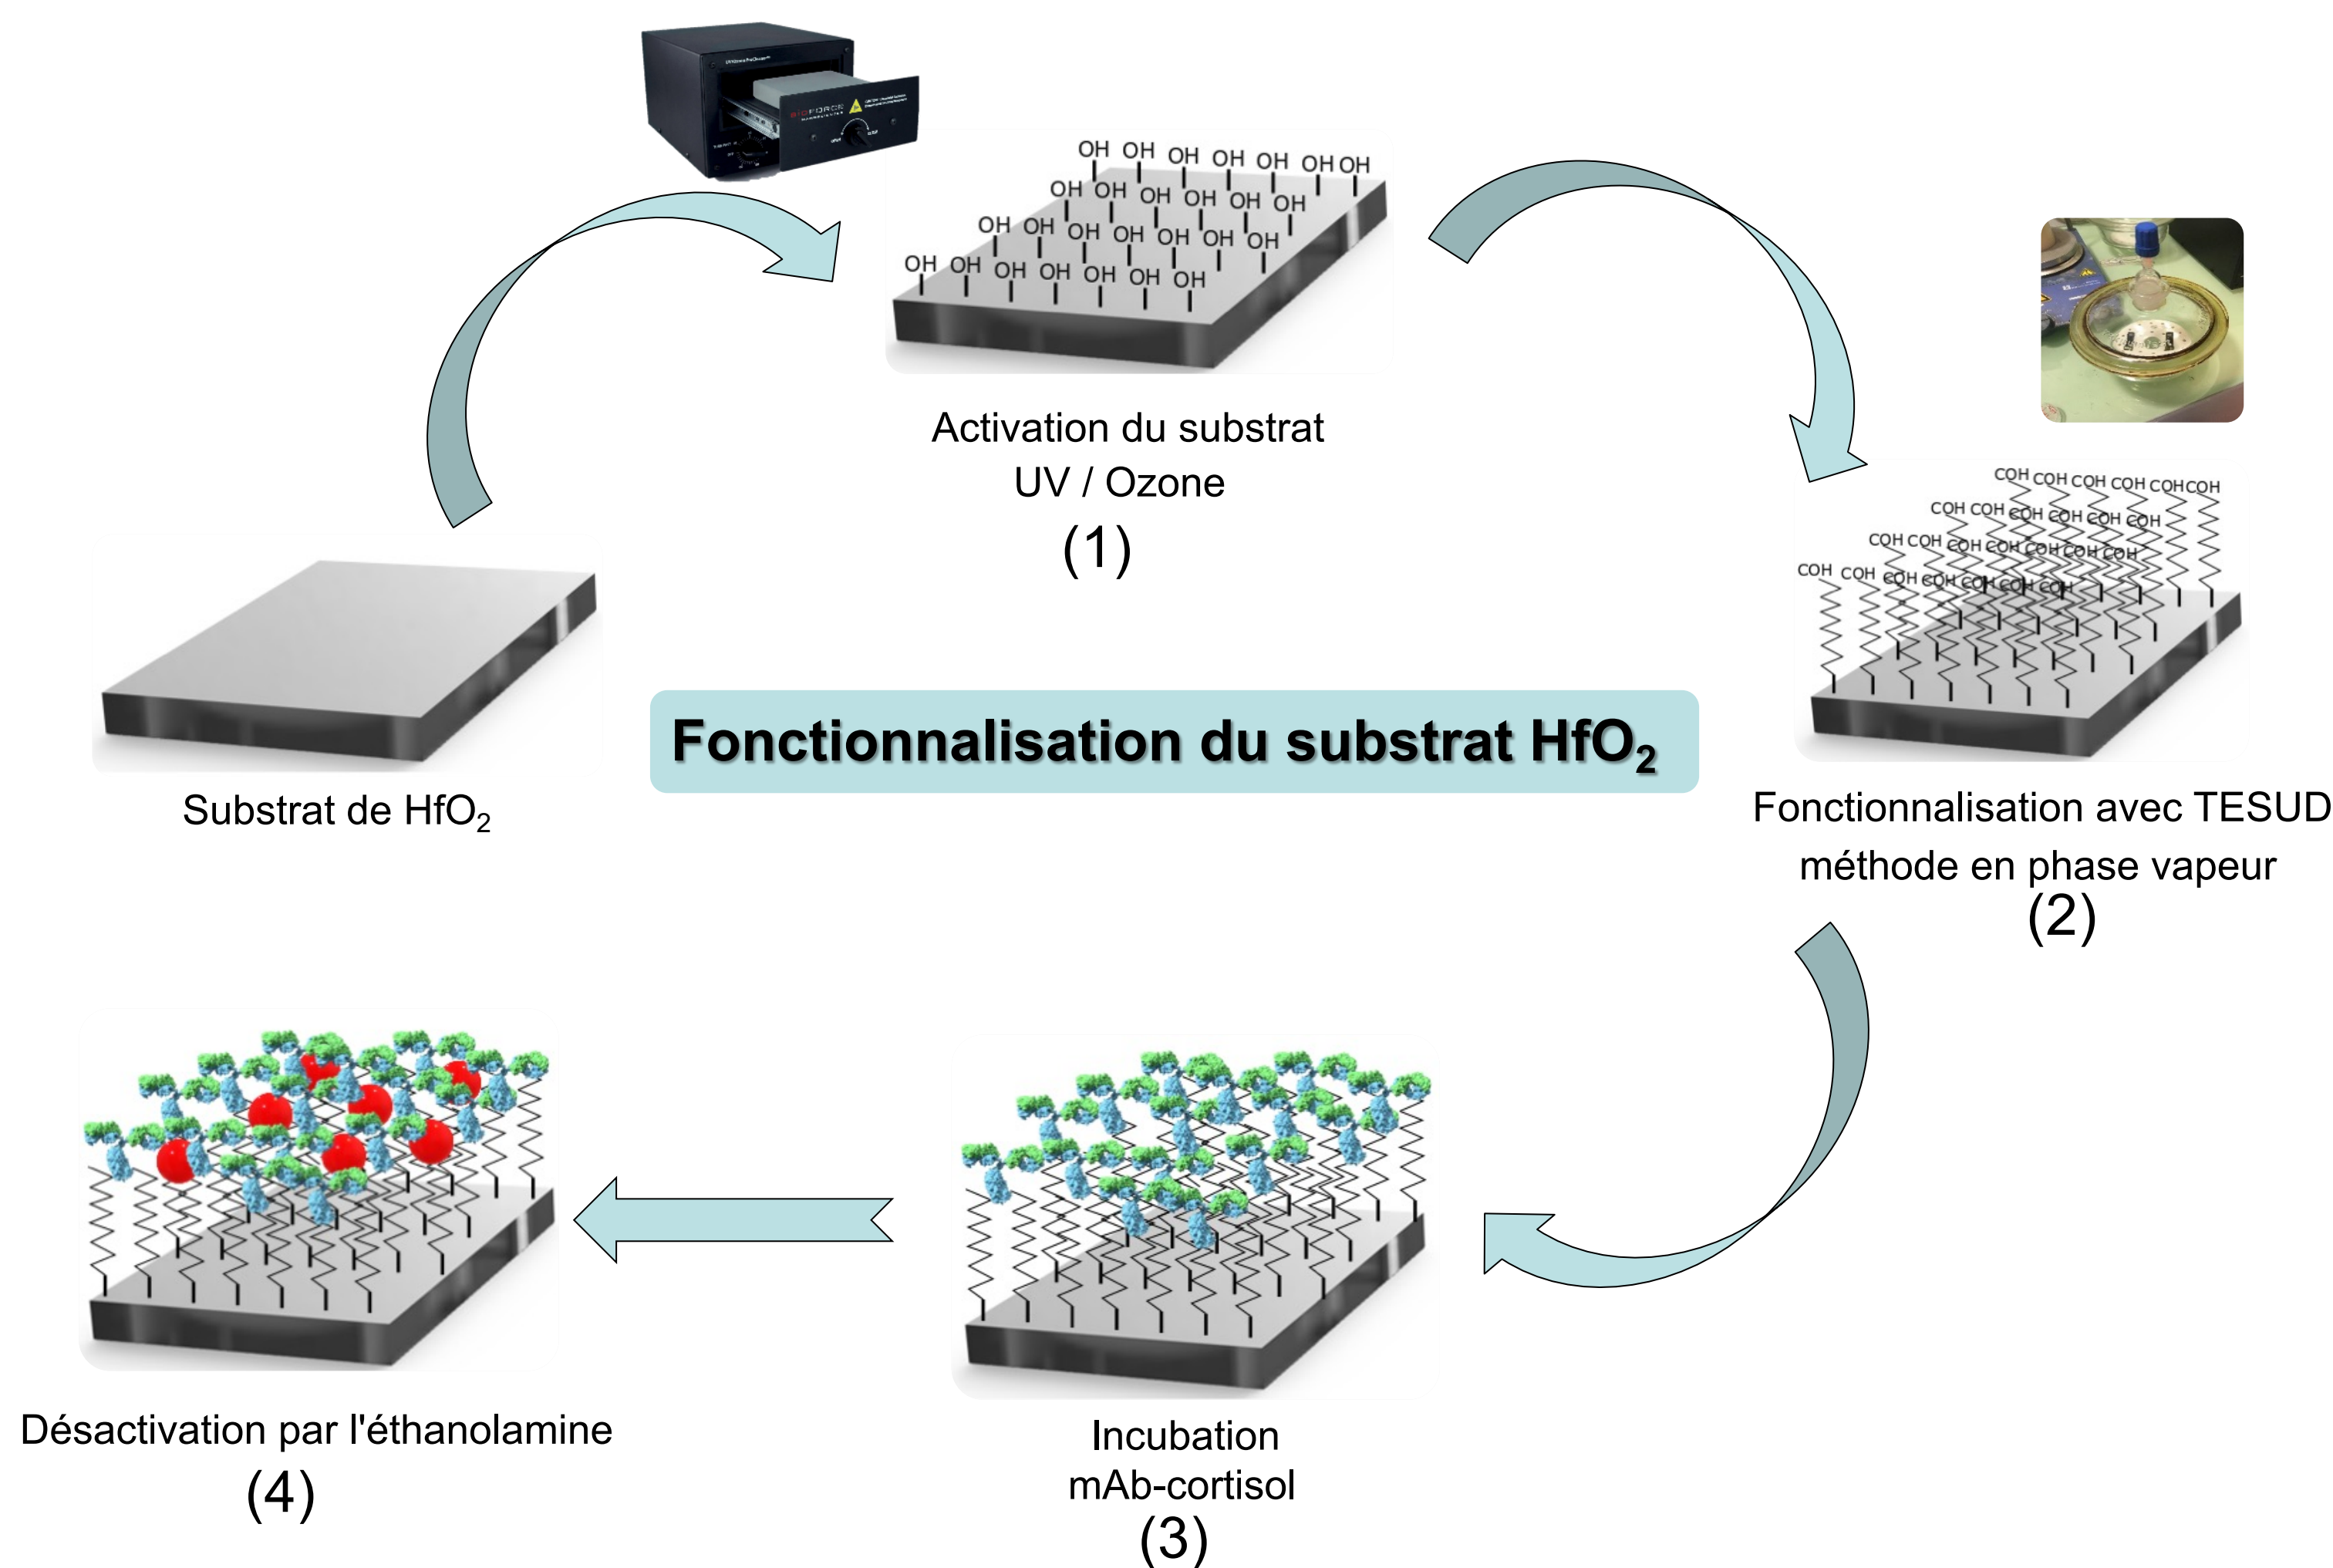 BIOFORCE
OH OH OH OH OH OH OH
OH OH OH OH OH OH
OH OH OH OH OH OH OH
OH OH OH OH OH OH OH
Activation du substrat
UV / Ozone
(1)
COH COH COH COH COH COH
COH COH COH COH COH COH
COH COH COH COH COH COH COH
COH COH COH COH COH COH COH
Fonctionnalisation du substrat HfO₂
Substrat de HfO₂
Fonctionnalisation avec TESUD
méthode en phase vapeur
(2)
Désactivation par l'éthanolamine
(4)
Incubation
mAb-cortisol
(3)